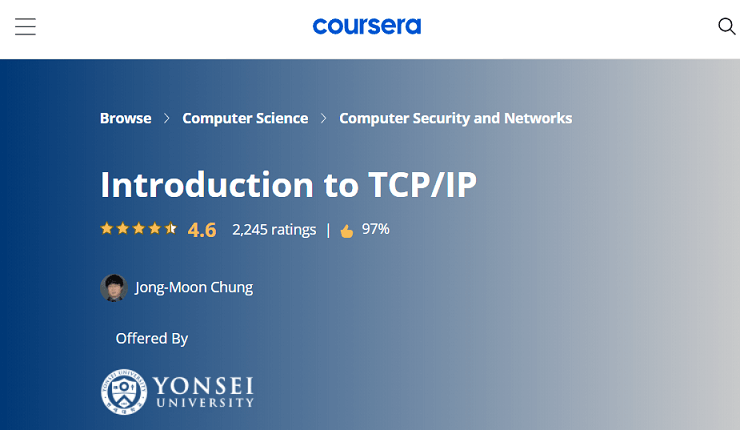 coursera
Browse > Computer Science > Computer Security and Networks
Introduction to TCP/IP
4.6 2,245 ratings | 97%
Jong-Moon Chung
Offered By
YONSEI
UNIVERSITY